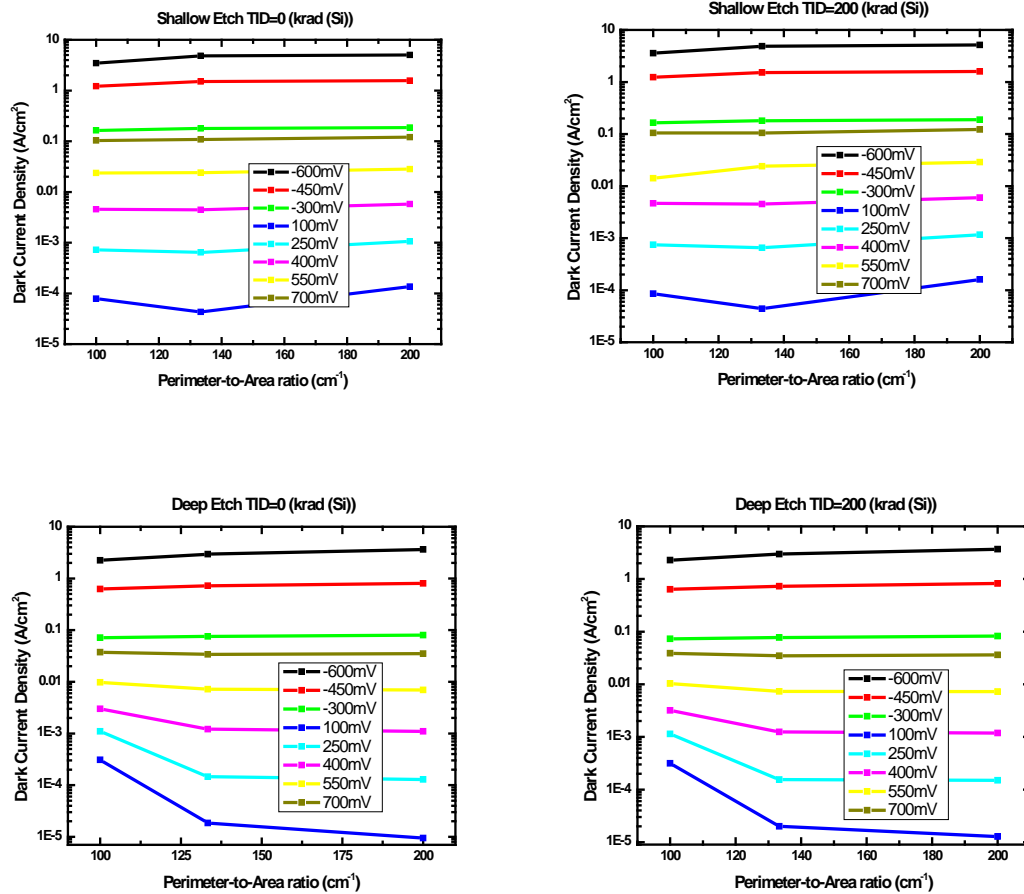 Shallow Etch TID=0 (krad (Si))
Dark Current Density (A/cm²)
10
1
0.1
0.01
1E-3
1E-4
1E-5
-600mV
-450mV
-300mV
100mV
250mV
400mV
550mV
700mV
100 120 140 160 180 200
Perimeter-to-Area ratio (cm⁻¹)
Shallow Etch TID=200 (krad (Si))
Dark Current Density (A/cm²)
10
1
0.1
0.01
1E-3
1E-4
1E-5
-600mV
-450mV
-300mV
100mV
250mV
400mV
550mV
700mV
100 120 140 160 180 200
Perimeter-to-Area ratio (cm⁻¹)
Deep Etch TID=0 (krad (Si))
Dark Current Density (A/cm²)
10
1
0.1
0.01
1E-3
1E-4
1E-5
-600mV
-450mV
-300mV
100mV
250mV
400mV
550mV
700mV
100 125 150 175 200
Perimeter-to-Area ratio (cm⁻¹)
Deep Etch TID=200 (krad (Si))
Dark Current Density (A/cm²)
10
1
0.1
0.01
1E-3
1E-4
1E-5
-600mV
-450mV
-300mV
100mV
250mV
400mV
550mV
700mV
100 120 140 160 180 200
Perimeter-to-Area ratio (cm⁻¹)